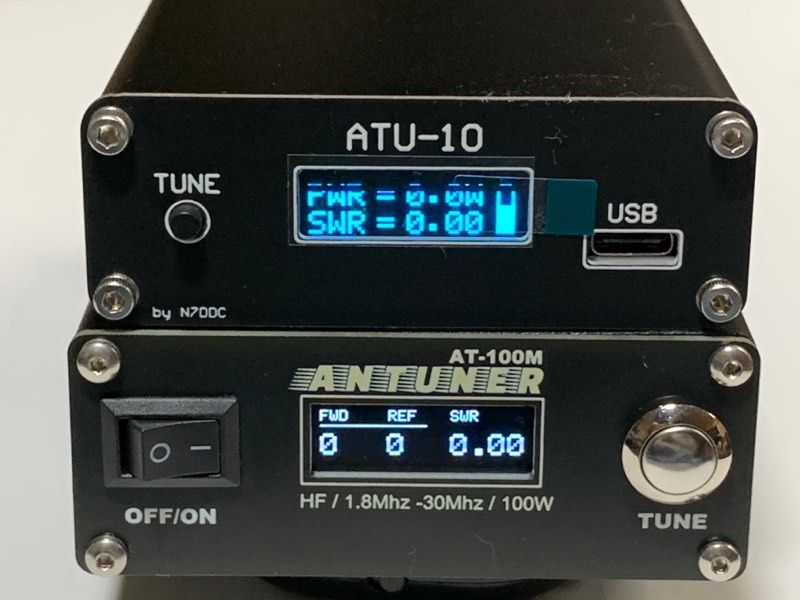 ATU-10
TUNE
PWR = 0.0W
SWR = 0.00
USB
by N7DDC
AT-100M
ANTUNER
FWD REF SWR
0 0 0.00
O —
OFF/ON
HF / 1.8Mhz -30Mhz / 100W
TUNE